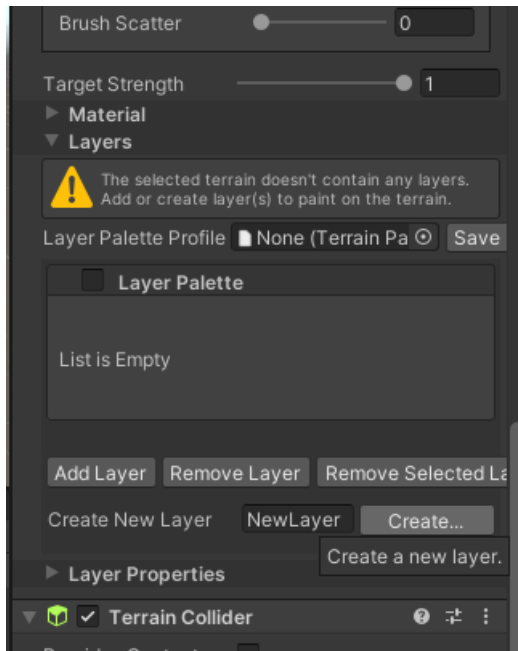 Brush Scatter 0
Target Strength 1
Material
Layers
The selected terrain doesn't contain any layers.
Add or create layer(s) to paint on the terrain.
Layer Palette Profile None (Terrain Pa Save
Layer Palette
List is Empty
Add Layer Remove Layer Remove Selected La
Create New Layer NewLayer Create...
Create a new layer.
Layer Properties
Terrain Collider